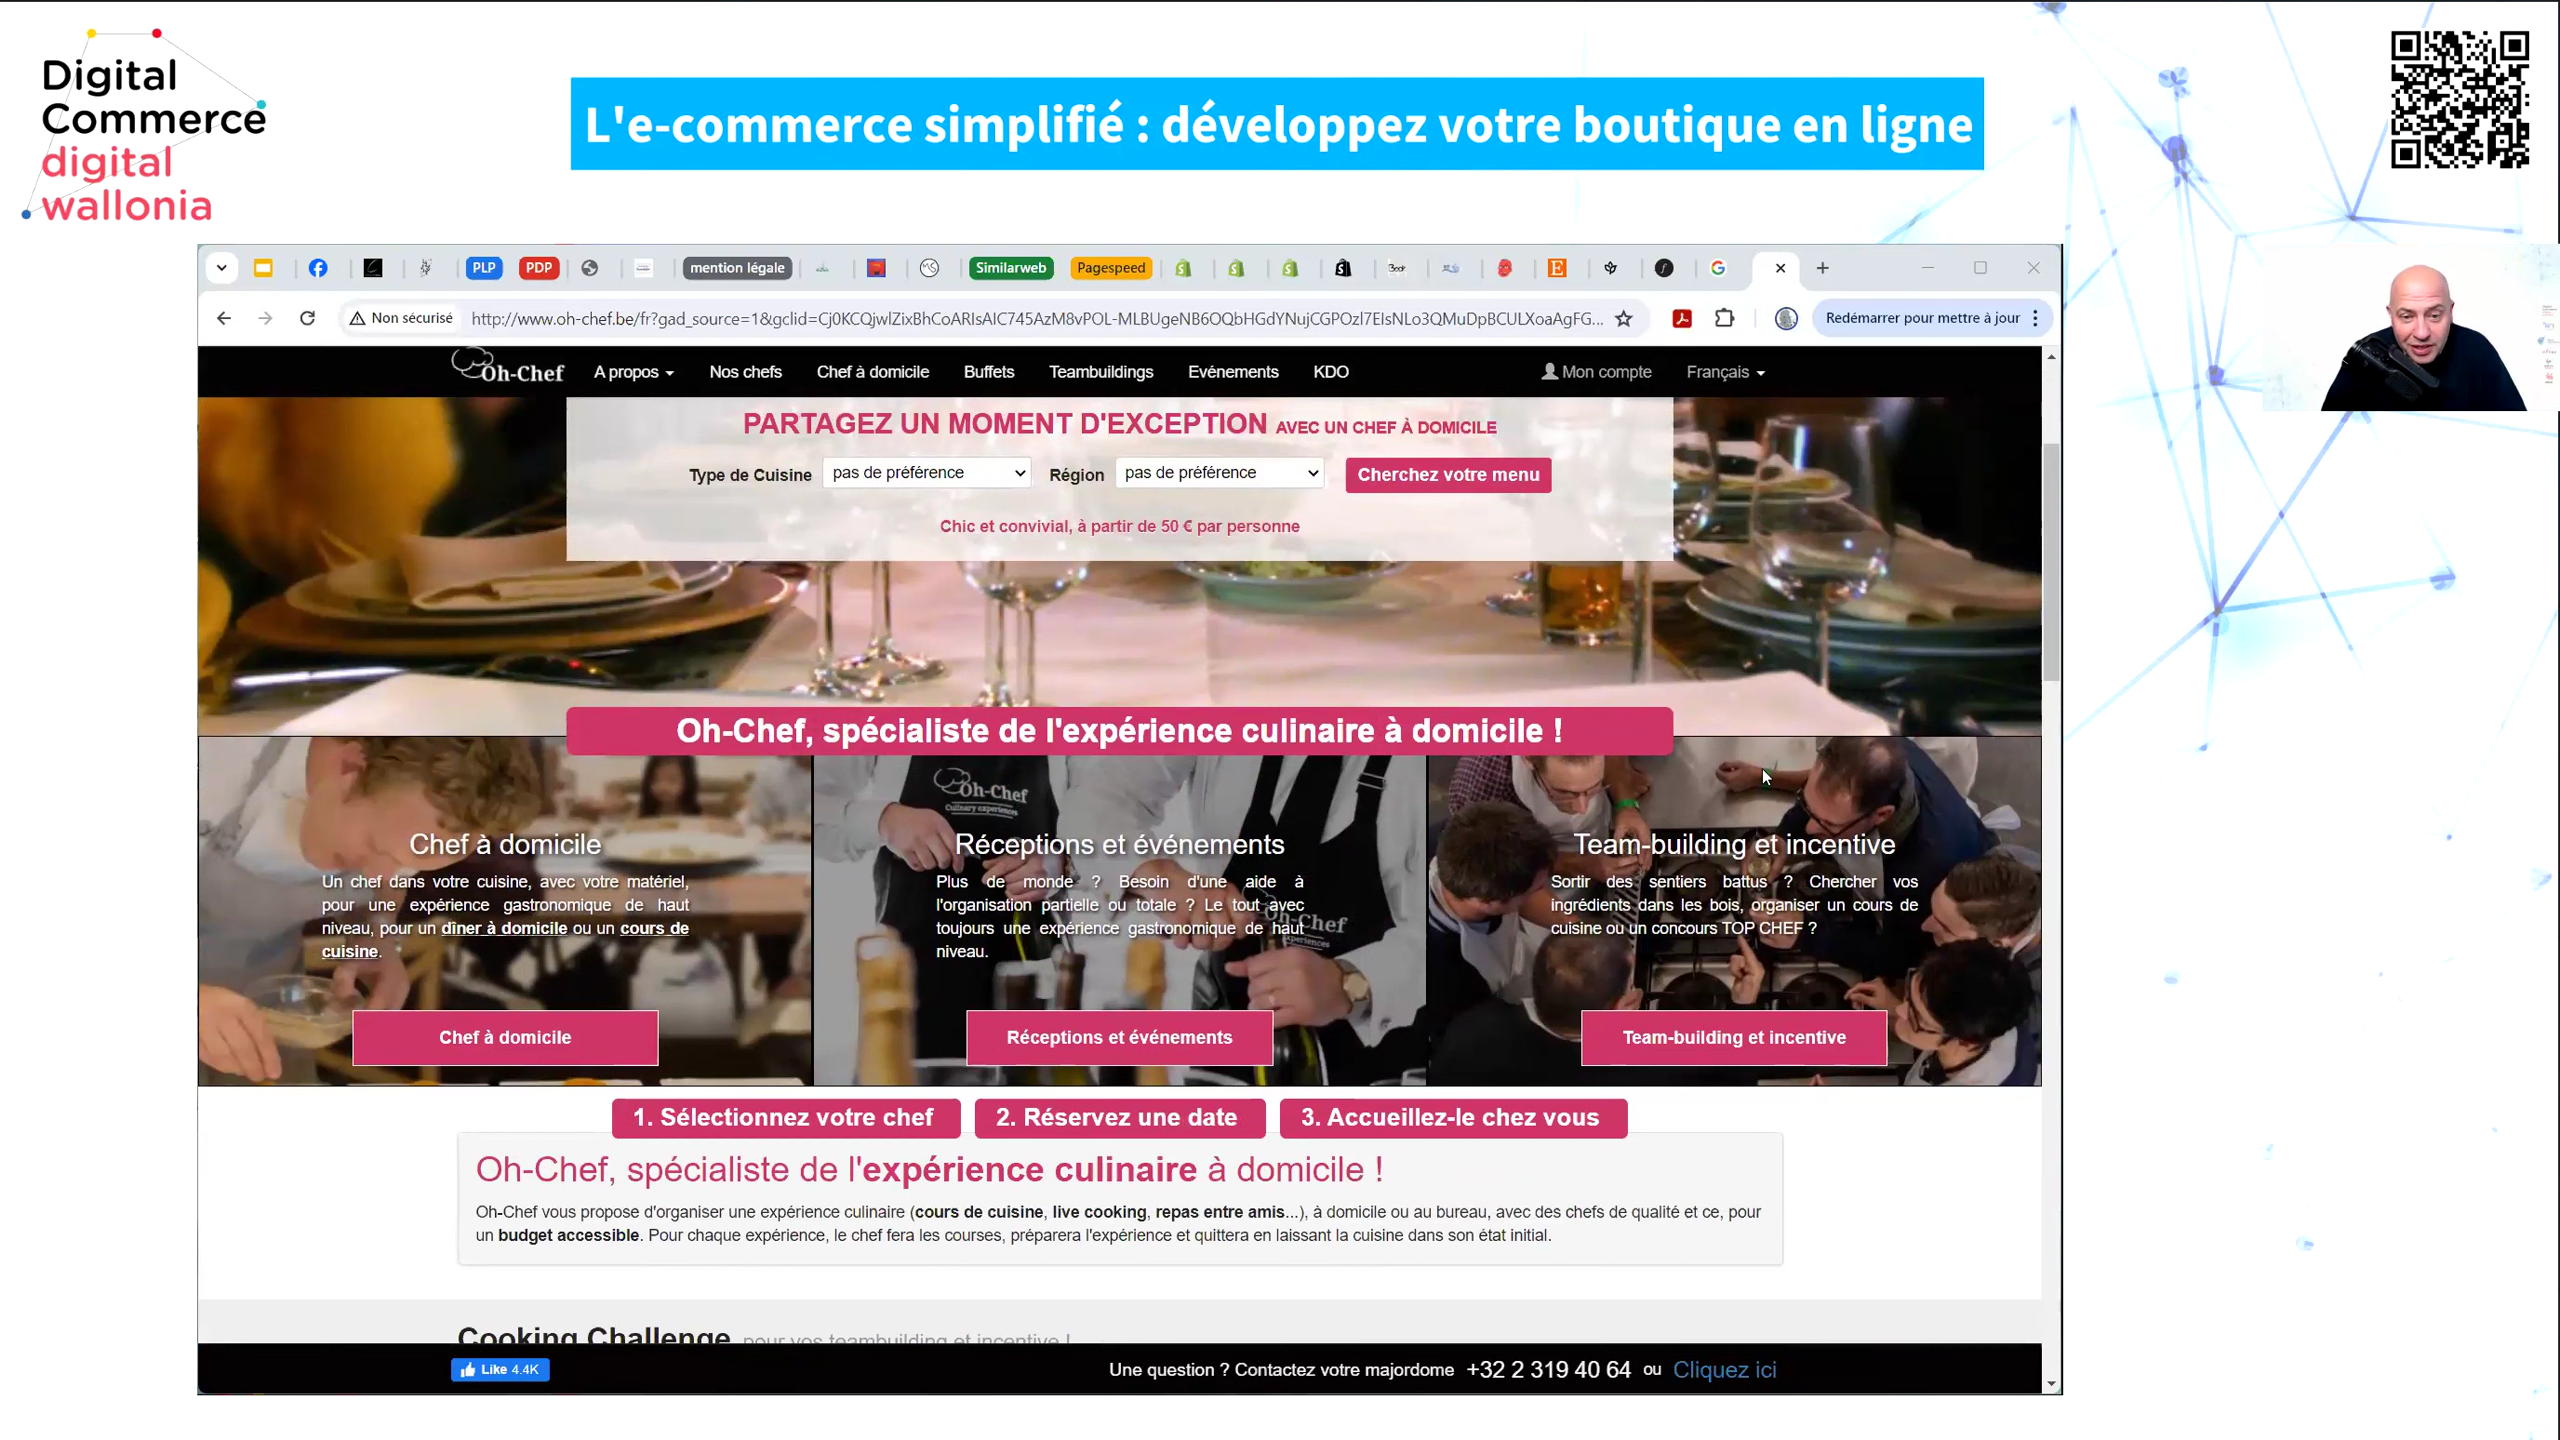 Digital
Commerce
digital
wallonia
L'e-commerce simplifié : développez votre boutique en ligne
PLP
PDP
mention légale
Similarweb
Pagespeed
Non sécurisé
http://www.oh-chef.be/fr?gad_source=1&gclid=Cj0KCQjwlZixBhCoARIsAIC745AzM8vPOL-MLBUgeNB6OQbHGdYNujCGPOzl7EIsNLo3QMuDpBCULXoaAgFG...
Redémarrer pour mettre à jour
Oh-Chef
A propos
Nos chefs
Chef à domicile
Buffets
Teambuildings
Evénements
KDO
Mon compte
Français
PARTAGEZ UN MOMENT D'EXCEPTION AVEC UN CHEF À DOMICILE
Type de Cuisine
pas de préférence
Région
pas de préférence
Cherchez votre menu
Chic et convivial, à partir de 50 € par personne
Oh-Chef, spécialiste de l'expérience culinaire à domicile !
Oh-Chef
Culinary experiences
Chef à domicile
Un chef dans votre cuisine, avec votre matériel,
pour une expérience gastronomique de haut
niveau, pour un dîner à domicile ou un cours de
cuisine.
Chef à domicile
Réceptions et événements
Plus de monde ? Besoin d'une aide à
l'organisation partielle ou totale ? Le tout avec
toujours une expérience gastronomique de haut
niveau.
Oh-Chef
experiences
Réceptions et événements
Team-building et incentive
Sortir des sentiers battus ? Chercher vos
ingrédients dans les bois, organiser un cours de
cuisine ou un concours TOP CHEF ?
Team-building et incentive
1. Sélectionnez votre chef
2. Réservez une date
3. Accueillez-le chez vous
Oh-Chef, spécialiste de l'expérience culinaire à domicile !
Oh-Chef vous propose d'organiser une expérience culinaire (cours de cuisine, live cooking, repas entre amis...), à domicile ou au bureau, avec des chefs de qualité et ce, pour
un budget accessible. Pour chaque expérience, le chef fera les courses, préparera l'expérience et quittera en laissant la cuisine dans son état initial.
Cooking Challenge pour vos teambuilding et incentive !
Like 4.4K
Une question ? Contactez votre majordome +32 2 319 40 64 ou Cliquez ici